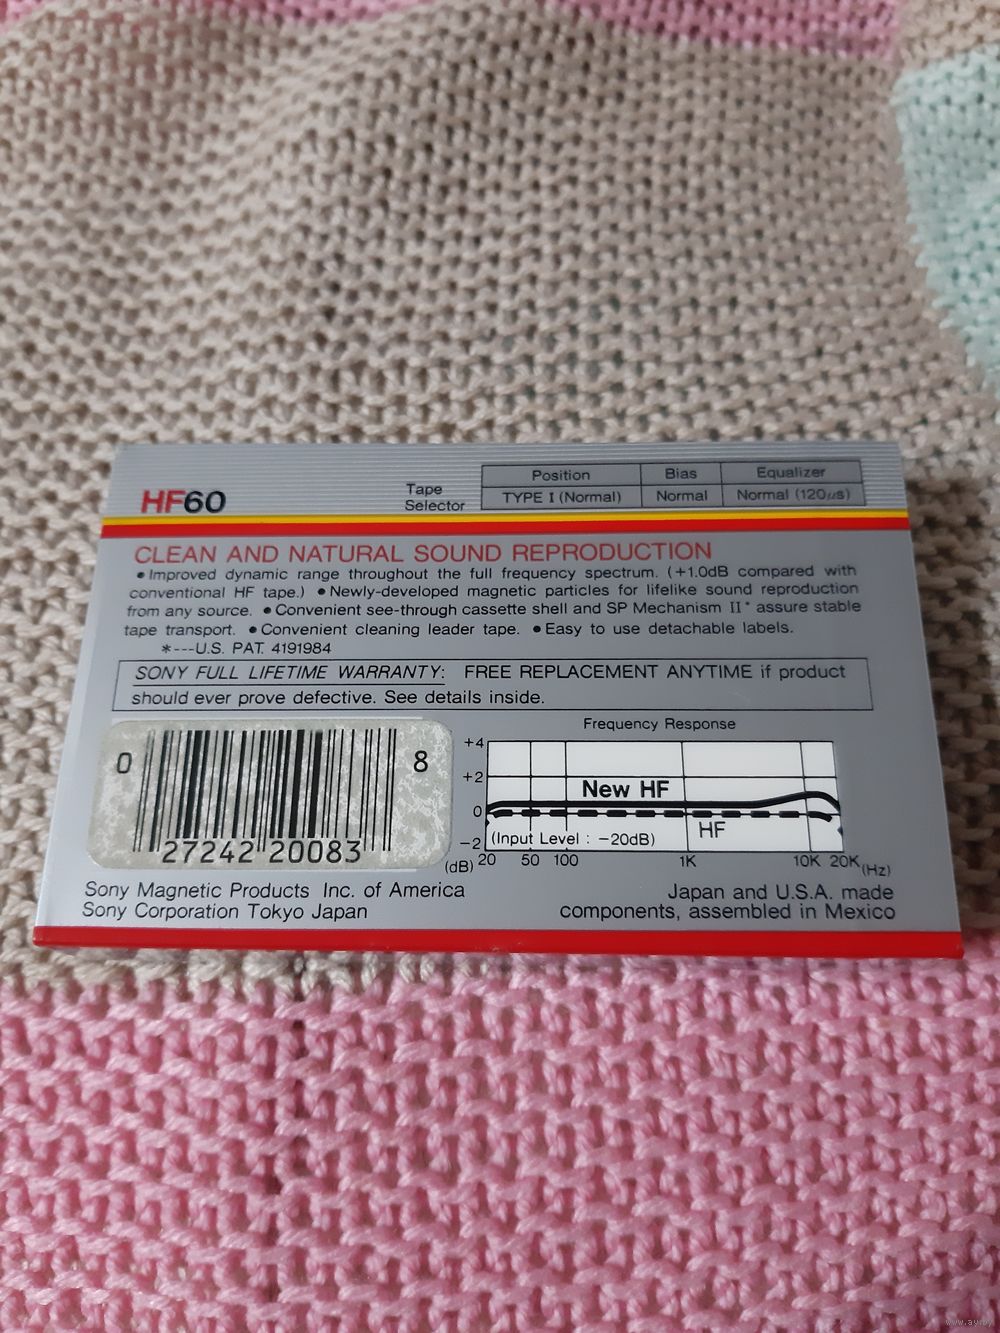 Position Bias Equalizer
HF60 Tape Selector TYPE I (Normal) Normal Normal (120µs)
CLEAN AND NATURAL SOUND REPRODUCTION
●Improved dynamic range throughout the full frequency spectrum. (+1.0dB compared with
conventional HF tape.) ●Newly-developed magnetic particles for lifelike sound reproduction
from any source. ●Convenient see-through cassette shell and SP Mechanism II* assure stable
tape transport. ●Convenient cleaning leader tape. ●Easy to use detachable labels.
*---U.S. PAT. 4191984
SONY FULL LIFETIME WARRANTY: FREE REPLACEMENT ANYTIME if product
should ever prove defective. See details inside.
0 27242 20083 8
Frequency Response
+4
+2
New HF
0
HF
-2 (Input Level : -20dB)
(dB) 20 50 100 1K 10K 20K (Hz)
Sony Magnetic Products Inc. of America
Sony Corporation Tokyo Japan
Japan and U.S.A. made
components, assembled in Mexico
www.ay.by